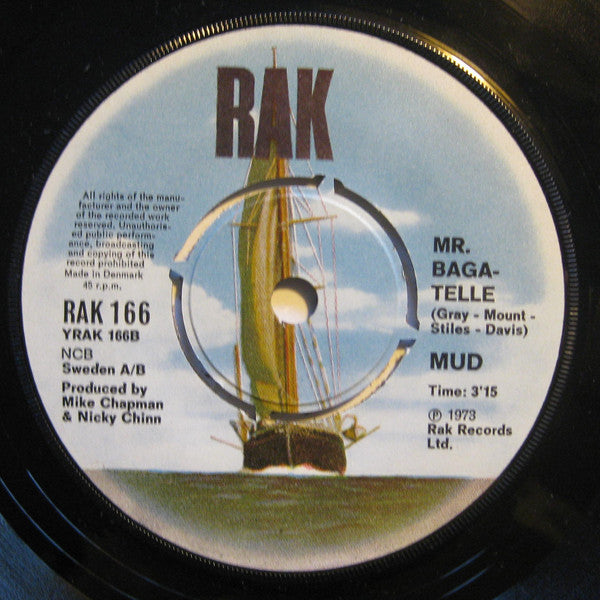 RAK
All rights of the manu-
facturer and the owner
of the recorded work
reserved. Unauthoris-
ed public perform-
ance, broadcasting
and copying of this
record prohibited
Made in Denmark
45 r.p.m.
RAK 166
YRAK 166B
NCB
Sweden A/B
Produced by
Mike Chapman
& Nicky Chinn
MR.
BAGA-
TELLE
(Gray - Mount -
Stiles - Davis)
MUD
Time: 3'15
℗ 1973
Rak Records
Ltd.